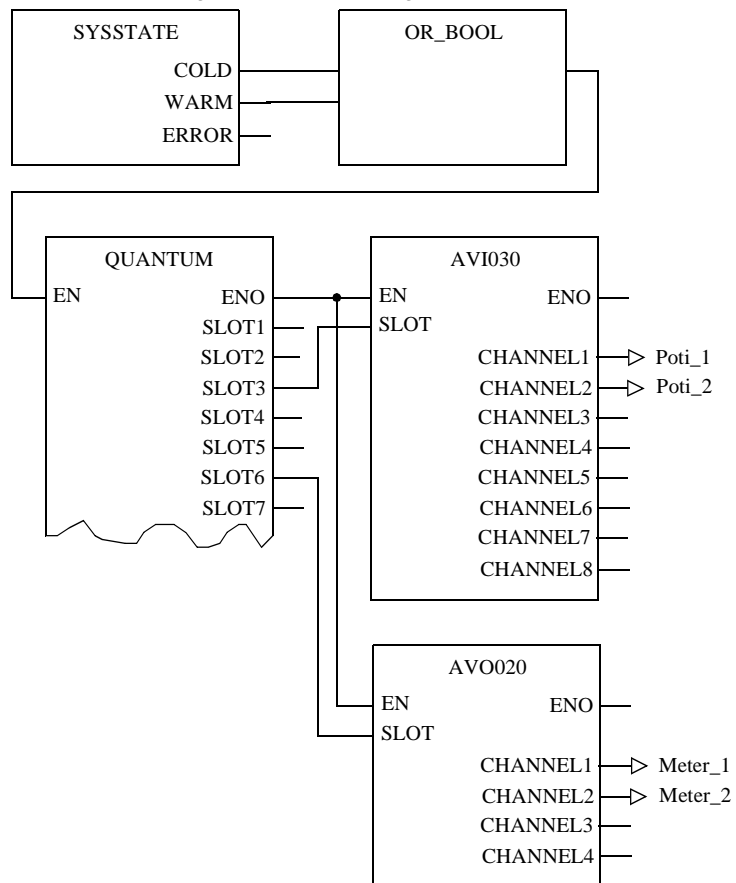 SYSSTATE
COLD
WARM
ERROR
OR_BOOL
QUANTUM
EN
ENO
SLOT1
SLOT2
SLOT3
SLOT4
SLOT5
SLOT6
SLOT7
AVI030
EN
ENO
SLOT
CHANNEL1
Poti_1
CHANNEL2
Poti_2
CHANNEL3
CHANNEL4
CHANNEL5
CHANNEL6
CHANNEL7
CHANNEL8
AVO020
EN
ENO
SLOT
CHANNEL1
Meter_1
CHANNEL2
Meter_2
CHANNEL3
CHANNEL4